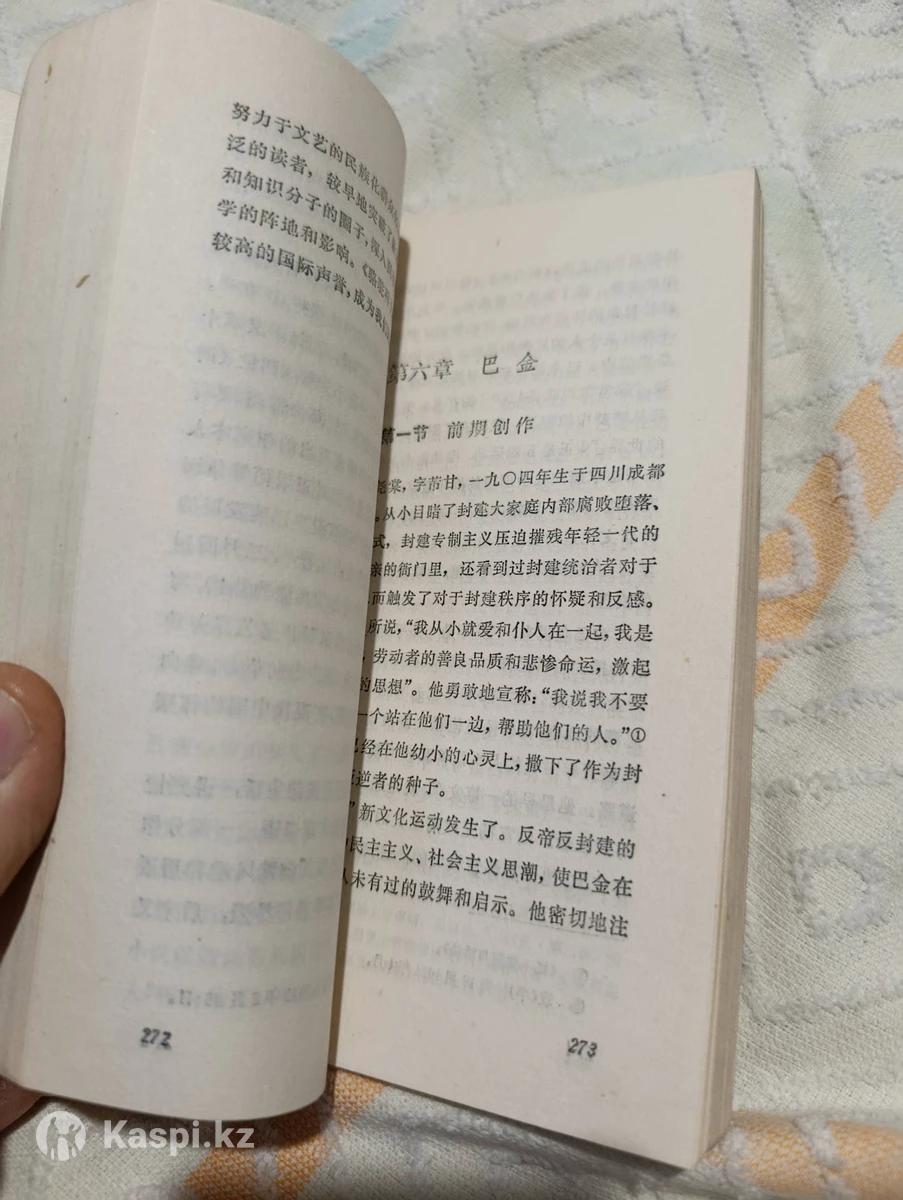 努力于文艺的民族化群众
泛的读者，较早地突破了
和知识分子的圈子，深入
学的阵地和影响。《骆驼祥
较高的国际声誉，成为我们
272
第六章 巴金
第一节 前期创作
尧棠，字芾甘，一九〇四年生于四川成都
。从小目睹了封建大家庭内部腐败堕落、
式，封建专制主义压迫摧残年轻一代的
亲的衙门里，还看到过封建统治者对于
而触发了对于封建秩序的怀疑和反感。
所说，“我从小就爱和仆人在一起，我是
，劳动者的善良品质和悲惨命运，激起
的思想”。他勇敢地宣称：“我说我不要
一个站在他们一边，帮助他们的人。”①
已经在他幼小的心灵上，撒下了作为封
逆者的种子。
”新文化运动发生了。反帝反封建的
民主主义、社会主义思潮，使巴金在
人未有过的鼓舞和启示。他密切地注
273
Kaspi.kz